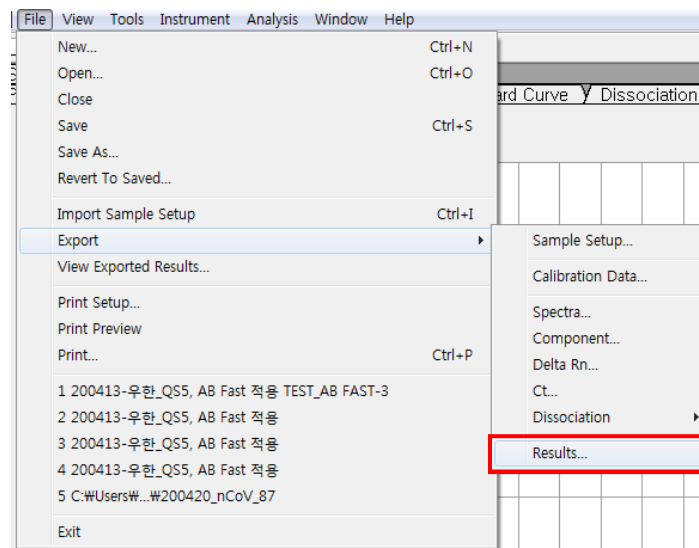 File View Tools Instrument Analysis Window Help
New... Ctrl+N
Open... Ctrl+O
Close
Save Ctrl+S
Save As...
Revert To Saved...
Import Sample Setup Ctrl+I
Export
View Exported Results...
Print Setup...
Print Preview
Print... Ctrl+P
1 200413-우한_QS5, AB Fast 적용 TEST_AB FAST-3
2 200413-우한_QS5, AB Fast 적용
3 200413-우한_QS5, AB Fast 적용
4 200413-우한_QS5, AB Fast 적용
5 C:₩Users₩...₩200420_nCoV_87
Exit
Curve Dissociation
Sample Setup...
Calibration Data...
Spectra...
Component...
Delta Rn...
Ct...
Dissociation
Results...